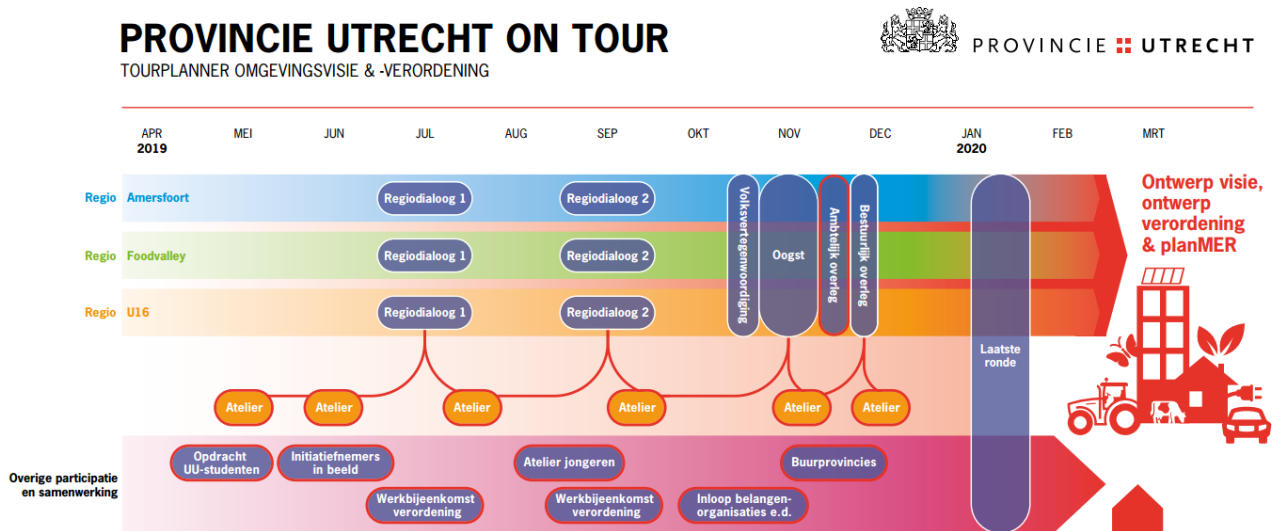 PROVINCIE UTRECHT ON TOUR
TOURPLANNER OMGEVINGSVISIE & -VERORDENING
PROVINCIE UTRECHT
APR MEI JUN JUL AUG SEP OKT NOV DEC JAN FEB MRT
2019 2020
Regio Amersfoort
Regiodialoog 1
Regiodialoog 2
Regio Foodvalley
Regiodialoog 1
Regiodialoog 2
Regio U16
Regiodialoog 1
Regiodialoog 2
Volksvertegenwoordiging
Oogst
Ambtelijk overleg
Bestuurlijk overleg
Laatste
ronde
Ontwerp visie,
ontwerp
verordening
& planMER
Atelier
Atelier
Atelier
Atelier
Atelier
Atelier
Overige participatie
en samenwerking
Opdracht
UU-studenten
Initiatiefnemers
in beeld
Atelier jongeren
Buurprovincies
Werkbijeenkomst
verordening
Werkbijeenkomst
verordening
Inloop belangen-
organisaties e.d.